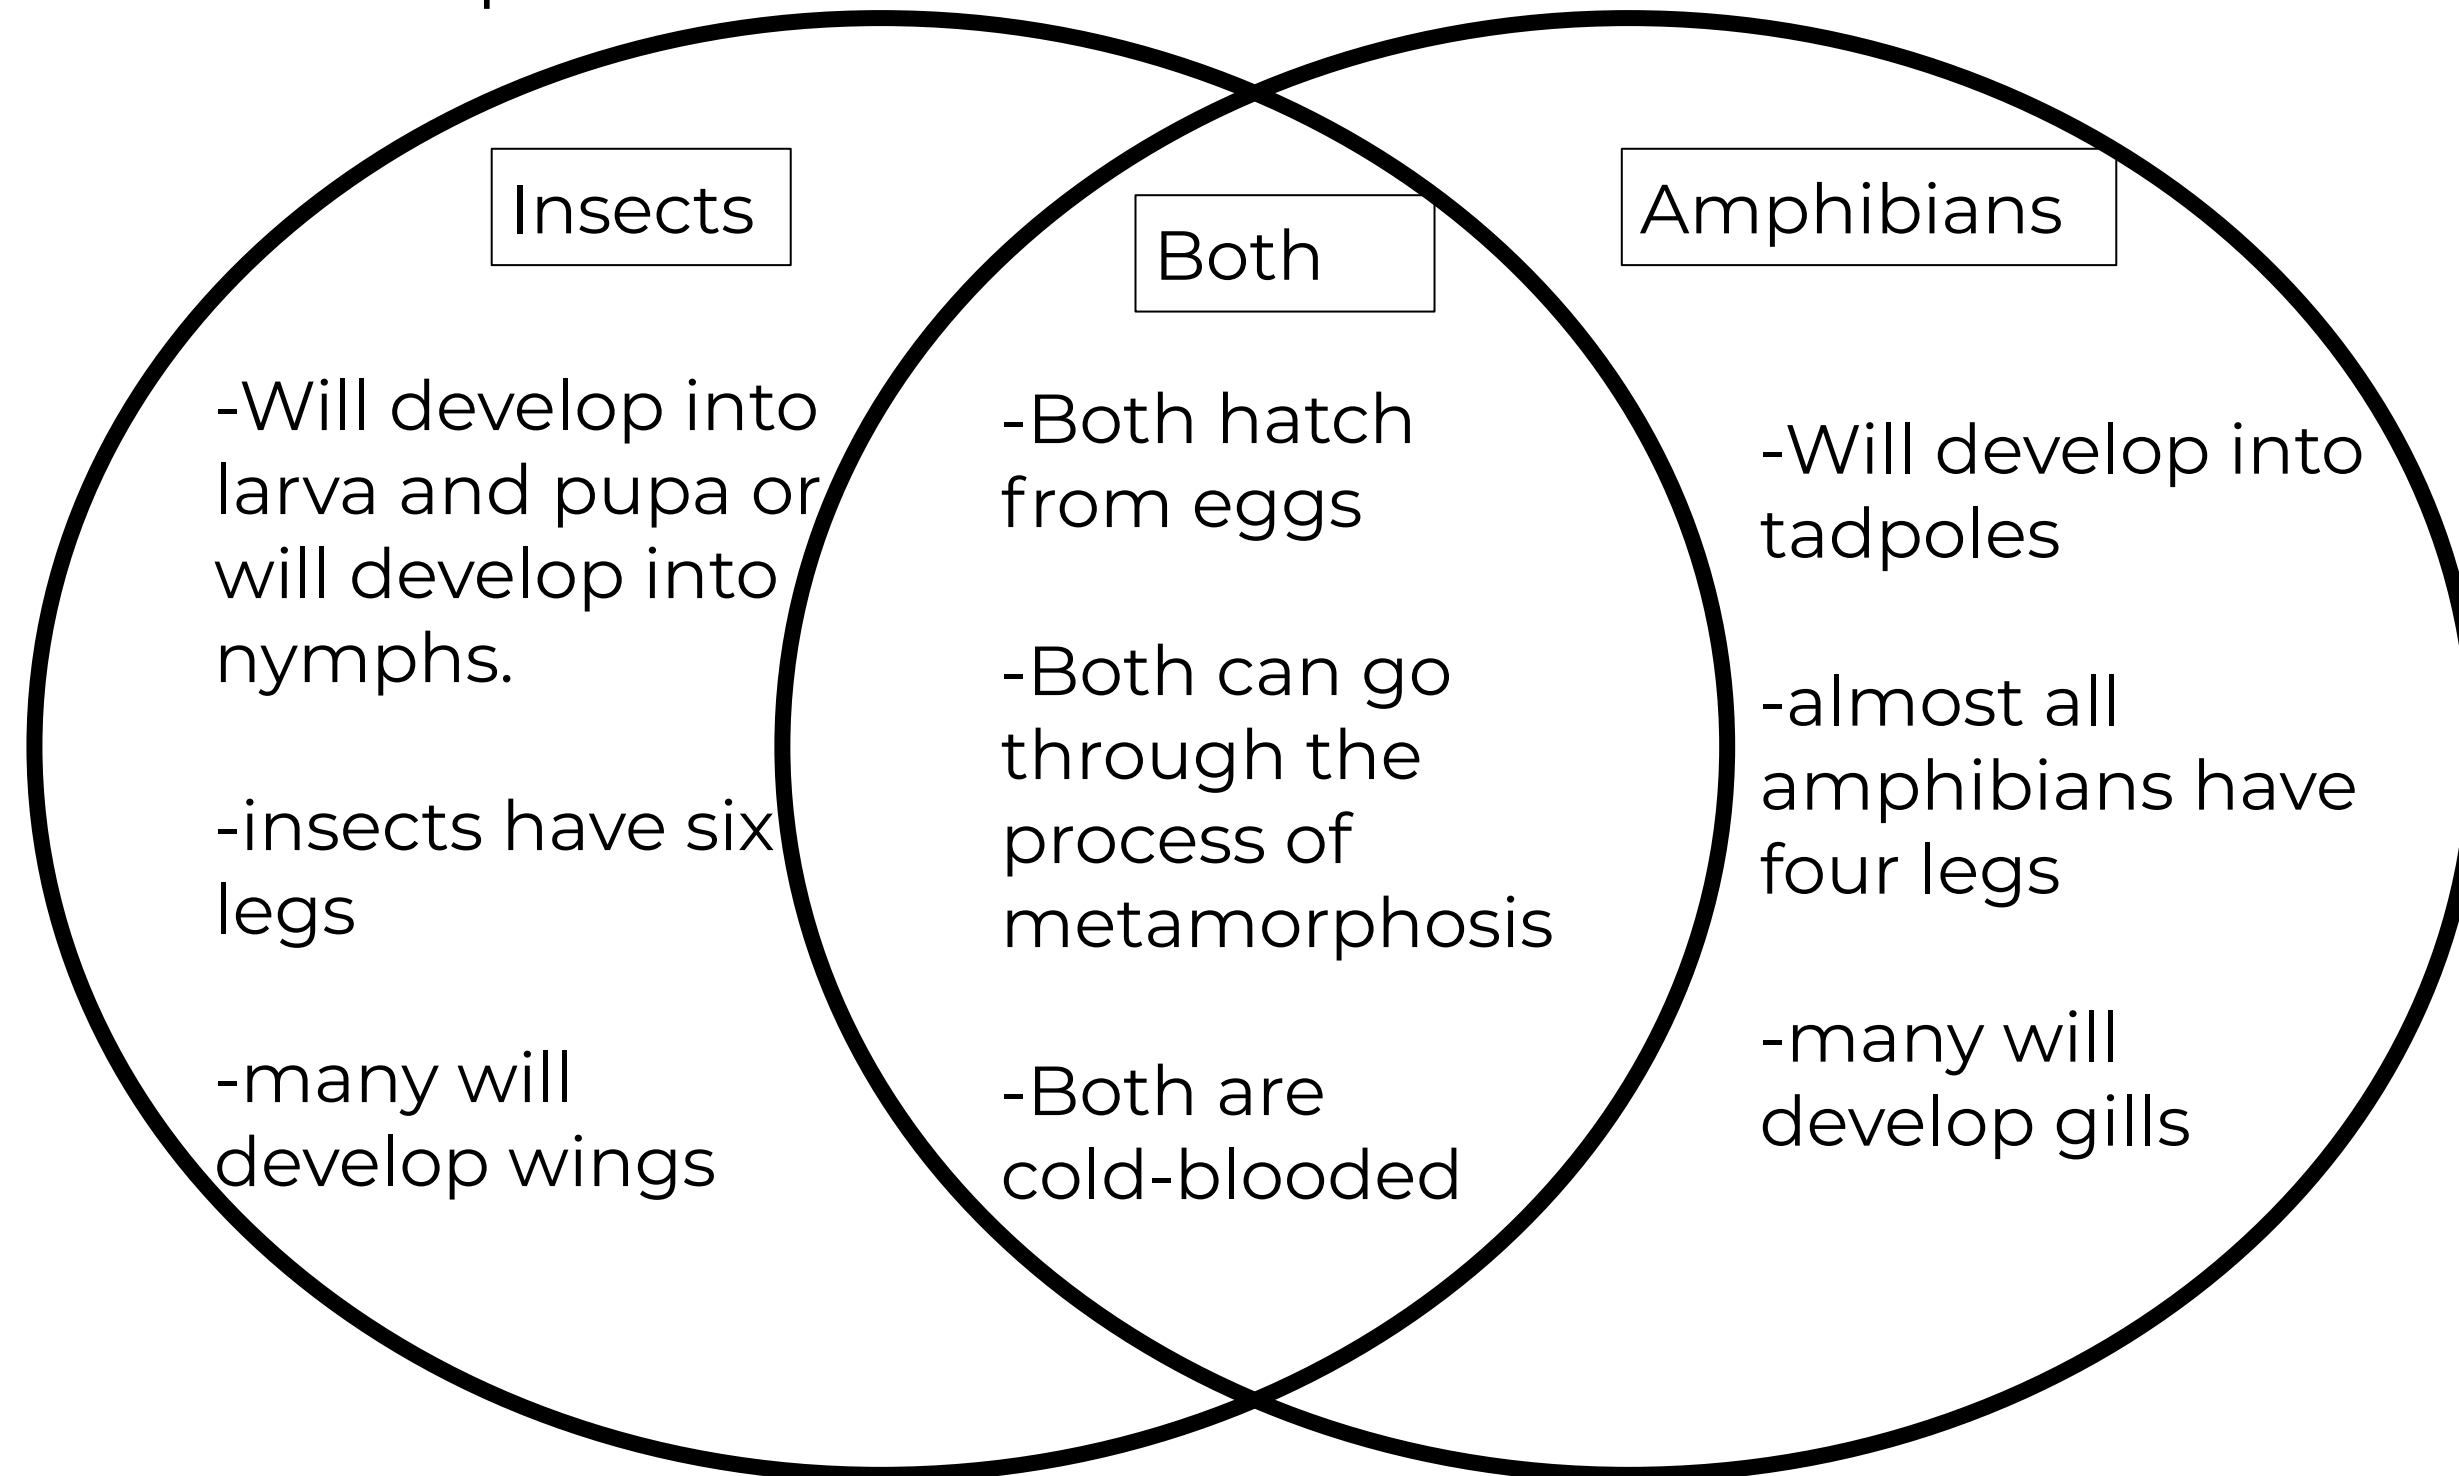 Insects
-Will develop into
larva and pupa or
will develop into
nymphs.
-insects have six
legs
-many will
develop wings
Both
-Both hatch
from eggs
-Both can go
through the
process of
metamorphosis
-Both are
cold-blooded
Amphibians
-Will develop into
tadpoles
-almost all
amphibians have
four legs
-many will
develop gills